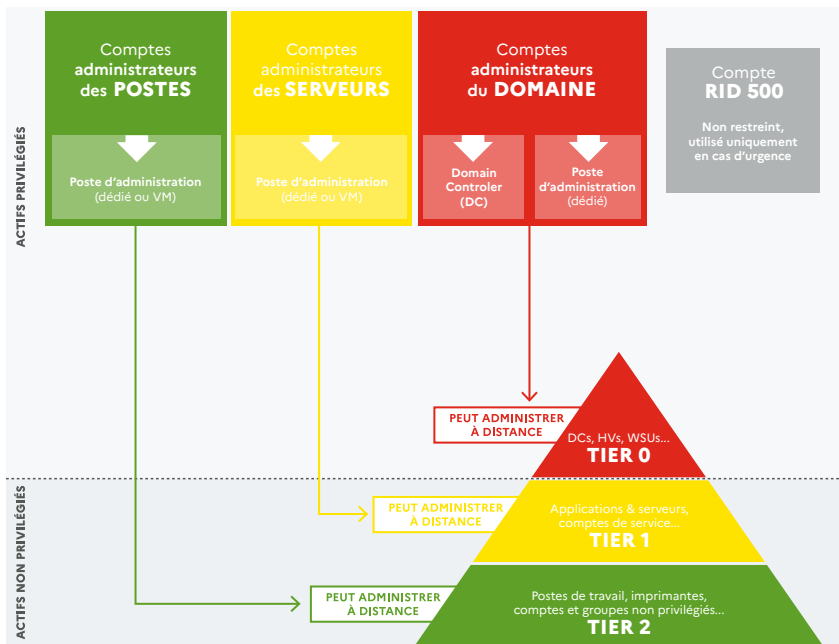 Comptes
administrateurs
des POSTES
Poste d'administration
(dédié ou VM)
Comptes
administrateurs
des SERVEURS
Poste d'administration
(dédié ou VM)
Comptes
administrateurs
du DOMAINE
Domain
Controler
(DC)
Poste
d'administration
(dédié)
Compte
RID 500
Non restreint,
utilisé uniquement
en cas d'urgence
ACTIFS PRIVILÉGIÉS
PEUT ADMINISTRER
À DISTANCE
DCs, HVs, WSUs...
TIER 0
ACTIFS NON PRIVILÉGIÉS
PEUT ADMINISTRER
À DISTANCE
Applications & serveurs,
comptes de service...
TIER 1
PEUT ADMINISTRER
À DISTANCE
Postes de travail, imprimantes,
comptes et groupes non privilégiés...
TIER 2